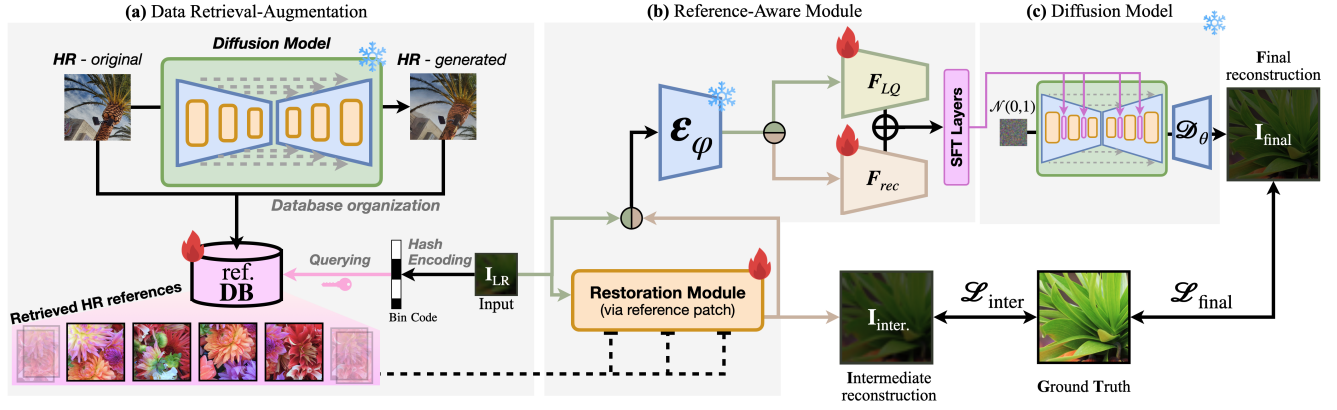 (a) Data Retrieval-Augmentation
HR - original
Diffusion Model
HR - generated
Database organization
ref.
DB
Querying
Hash
Encoding
Bin Code
I_LR
Input
Retrieved HR references
(b) Reference-Aware Module
ℰ_φ
F_LQ
F_rec
SFT Layers
Restoration Module
(via reference patch)
I_inter.
Intermediate
reconstruction
(c) Diffusion Model
𝒩(0,1)
𝒟_θ
Final
reconstruction
I_final
ℒ_inter
ℒ_final
Ground Truth